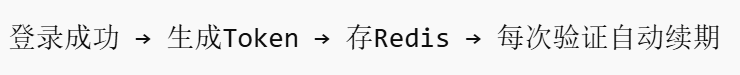 登录成功 → 生成Token → 存Redis → 每次验证自动续期